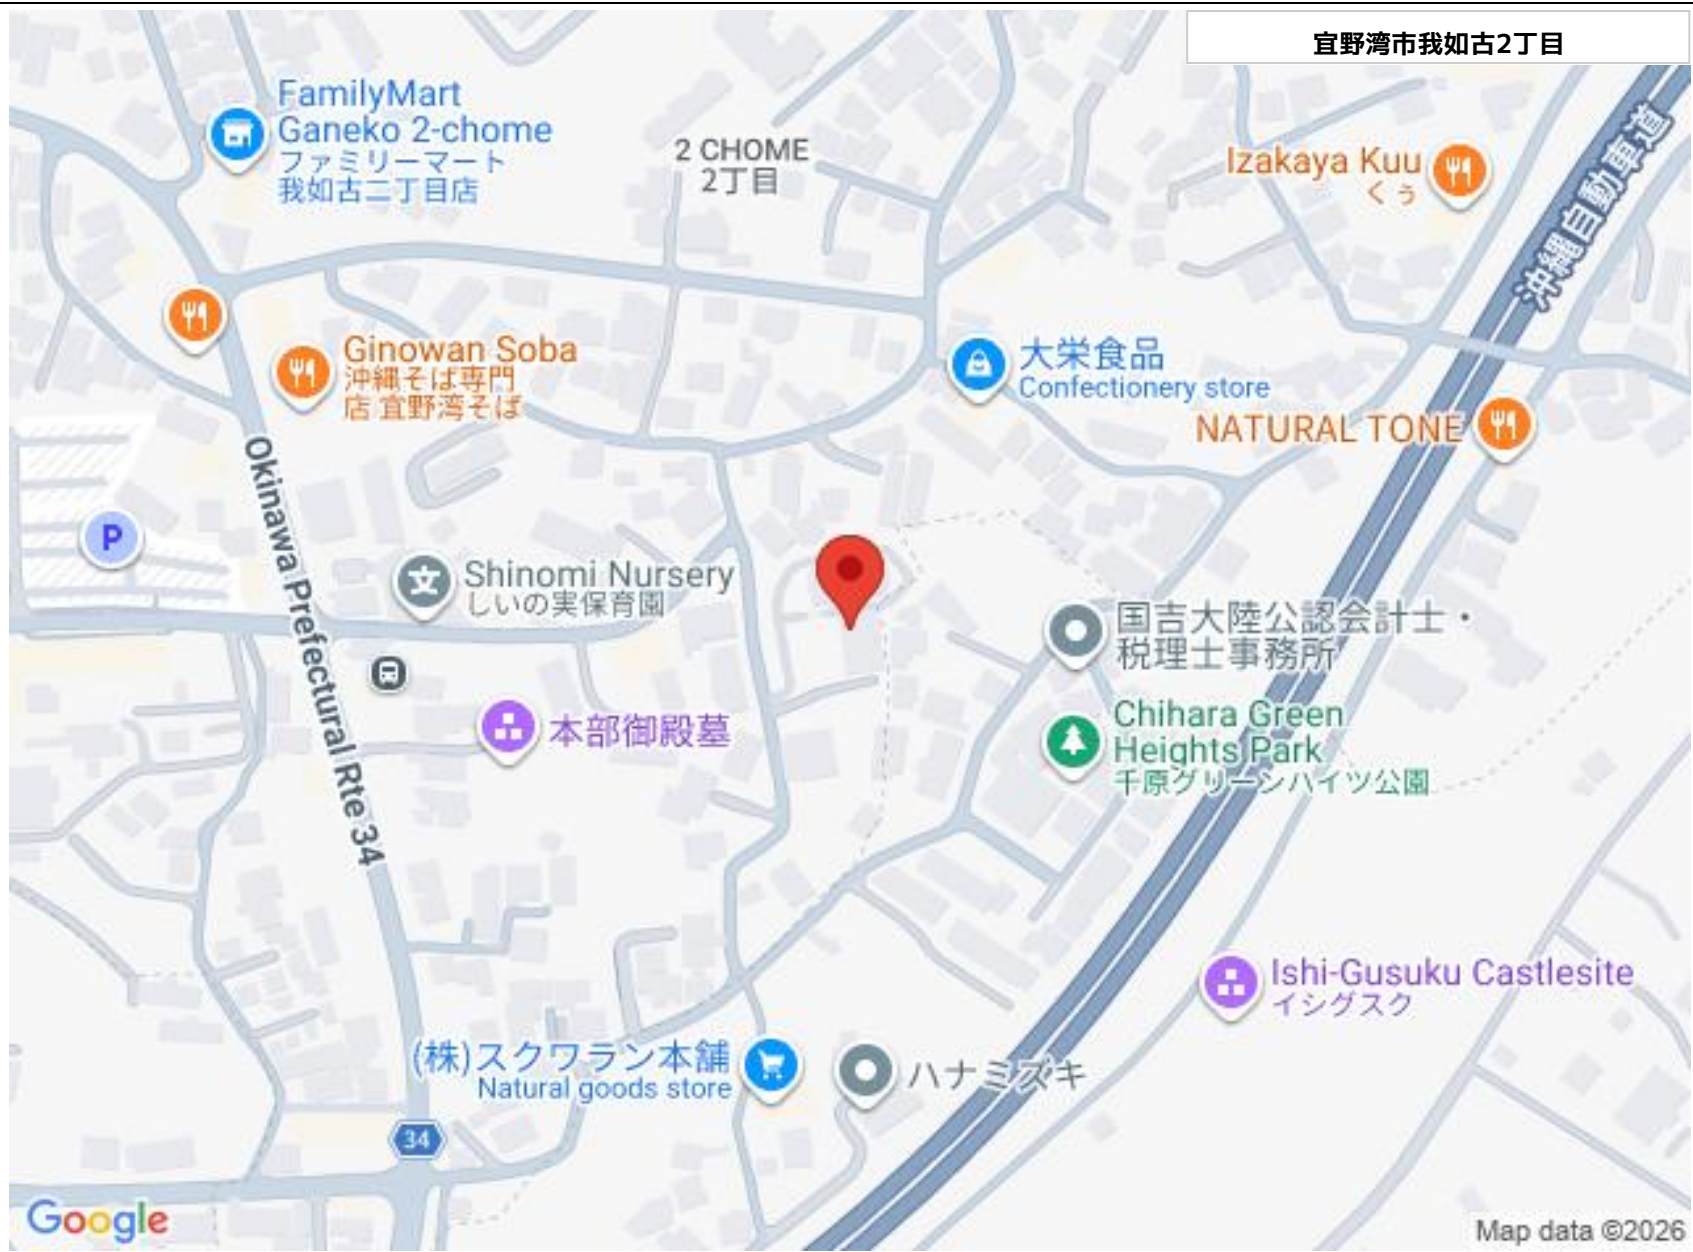 宜野湾市我如古2丁目
FamilyMart
Ganeko 2-chome
ファミリーマート
我如古二丁目店
2 CHOME
2丁目
Izakaya Kuu
くぅ
沖縄自動車道
Ginowan Soba
沖縄そば専門
店 宜野湾そば
大栄食品
Confectionery store
NATURAL TONE
P
Okinawa Prefectural Rte 34
Shinomi Nursery
しいの実保育園
国吉大陸公認会計士・
税理士事務所
本部御殿墓
Chihara Green
Heights Park
千原グリーンハイツ公園
Ishi-Gusuku Castlesite
イシグスク
(株)スクワラン本舗
Natural goods store
ハナミズキ
34
Google
Map data ©2026